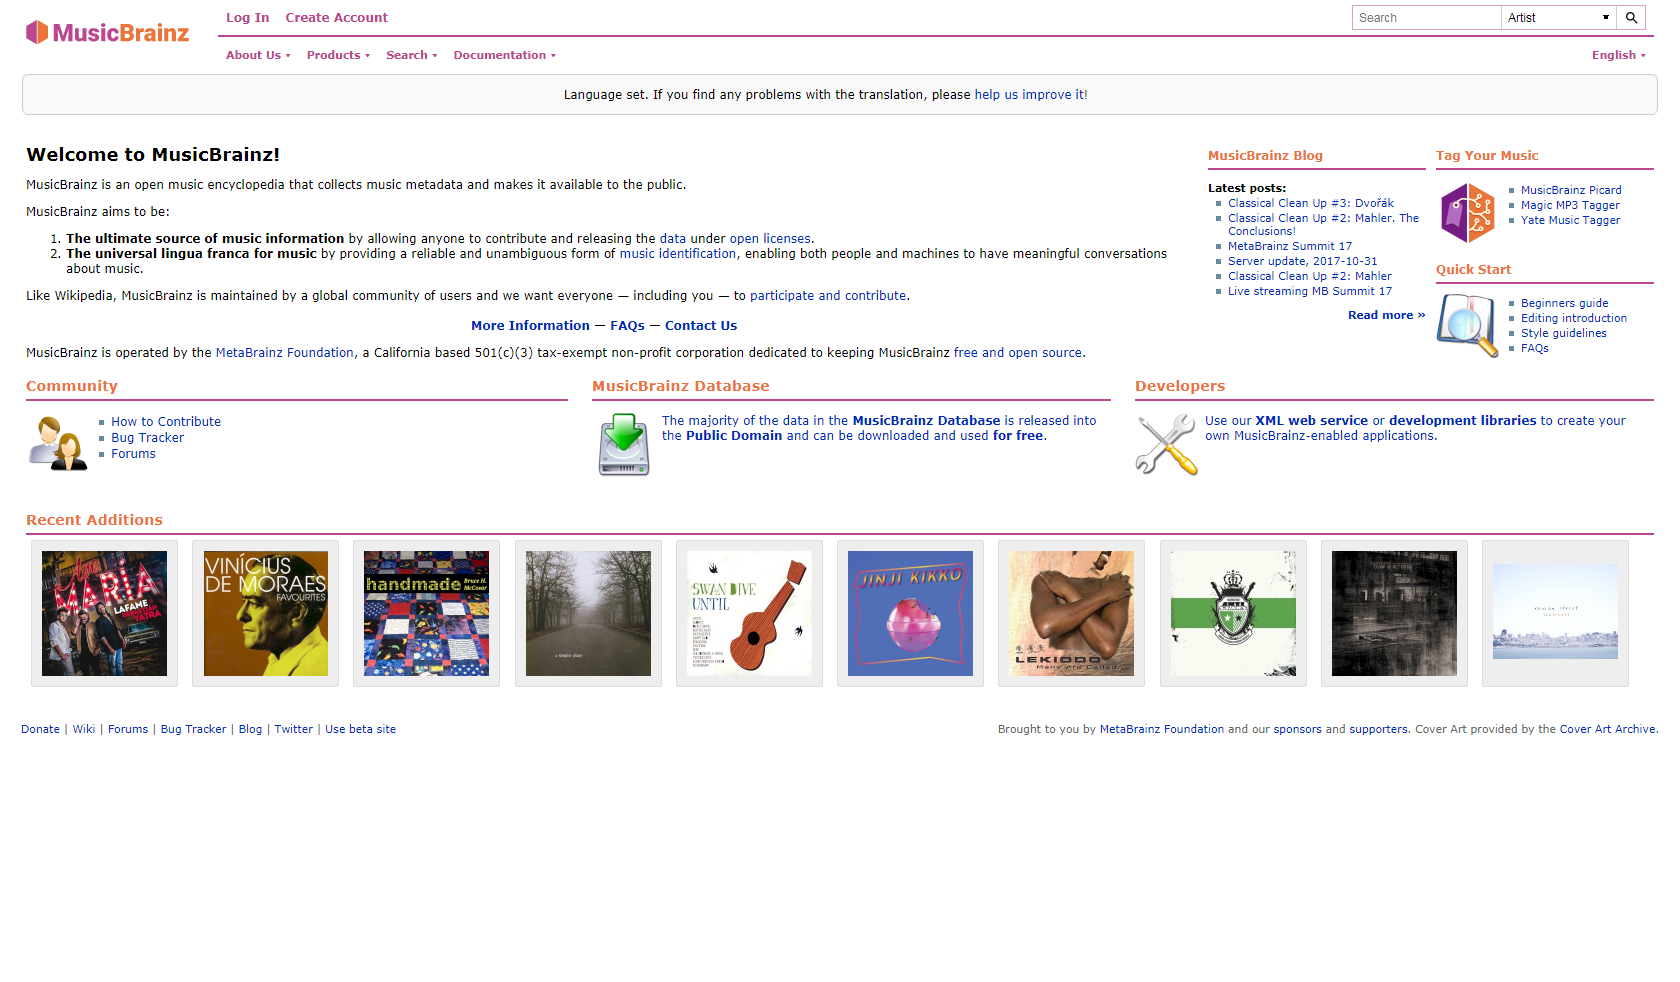 MusicBrainz
Log In Create Account
Search Artist
About Us Products Search Documentation English
Language set. If you find any problems with the translation, please help us improve it!
Welcome to MusicBrainz!
MusicBrainz is an open music encyclopedia that collects music metadata and makes it available to the public.
MusicBrainz aims to be:
1. The ultimate source of music information by allowing anyone to contribute and releasing the data under open licenses.
2. The universal lingua franca for music by providing a reliable and unambiguous form of music identification, enabling both people and machines to have meaningful conversations
about music.
Like Wikipedia, MusicBrainz is maintained by a global community of users and we want everyone — including you — to participate and contribute.
More Information — FAQs — Contact Us
MusicBrainz is operated by the MetaBrainz Foundation, a California based 501(c)(3) tax-exempt non-profit corporation dedicated to keeping MusicBrainz free and open source.
MusicBrainz Blog
Latest posts:
Classical Clean Up #3: Dvořák
Classical Clean Up #2: Mahler. The
Conclusions!
MetaBrainz Summit 17
Server update, 2017-10-31
Classical Clean Up #2: Mahler
Live streaming MB Summit 17
Read more »
Tag Your Music
MusicBrainz Picard
Magic MP3 Tagger
Yate Music Tagger
Quick Start
Beginners guide
Editing introduction
Style guidelines
FAQs
Community
How to Contribute
Bug Tracker
Forums
MusicBrainz Database
The majority of the data in the MusicBrainz Database is released into
the Public Domain and can be downloaded and used for free.
Developers
Use our XML web service or development libraries to create your
own MusicBrainz-enabled applications.
Recent Additions
MARÍA
LAFAME
SEBASTIÁN
YATRA
VINÍCIUS
DE MORAES
FAVOURITES
handmade Bruce H.
McCosar
a simpler place
SWAN DIVE
UNTIL
JINJI KIKKO
LEKIDDO
Many Are Called
Donate | Wiki | Forums | Bug Tracker | Blog | Twitter | Use beta site
Brought to you by MetaBrainz Foundation and our sponsors and supporters. Cover Art provided by the Cover Art Archive.